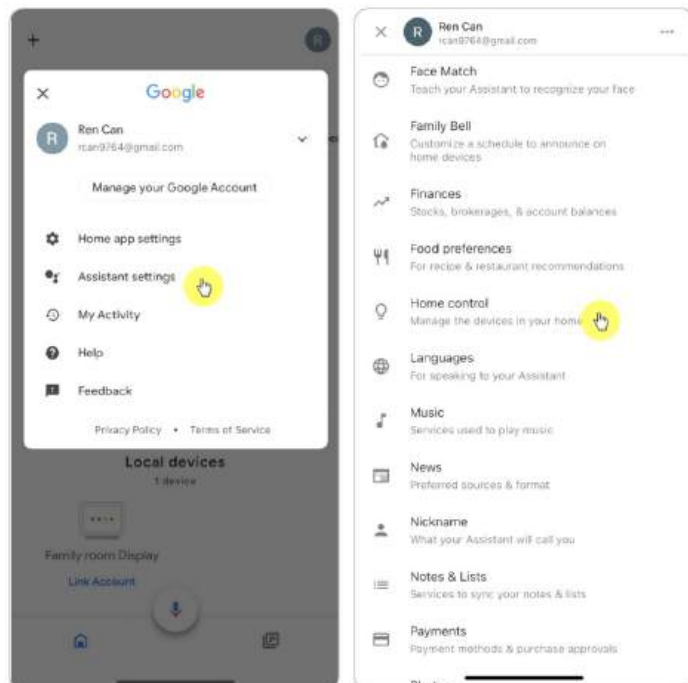 Google
R
Ren Can
rcan9764@gmail.com
Manage your Google Account
Home app settings
Assistant settings
My Activity
Help
Feedback
Privacy Policy • Terms of Service
Local devices
1 device
Family room Display
Link Account
R
R
Ren Can
rcan9764@gmail.com
Face Match
Teach your Assistant to recognize your face
Family Bell
Customize a schedule to announce on
home devices
Finances
Stocks, brokerages, & account balances
Food preferences
For recipe & restaurant recommendations
Home control
Manage the devices in your home
Languages
For speaking to your Assistant
Music
Services used to play music
News
Preferred sources & format
Nickname
What your Assistant will call you
Notes & Lists
Services to sync your notes & lists
Payments
Payment methods & purchase approvals